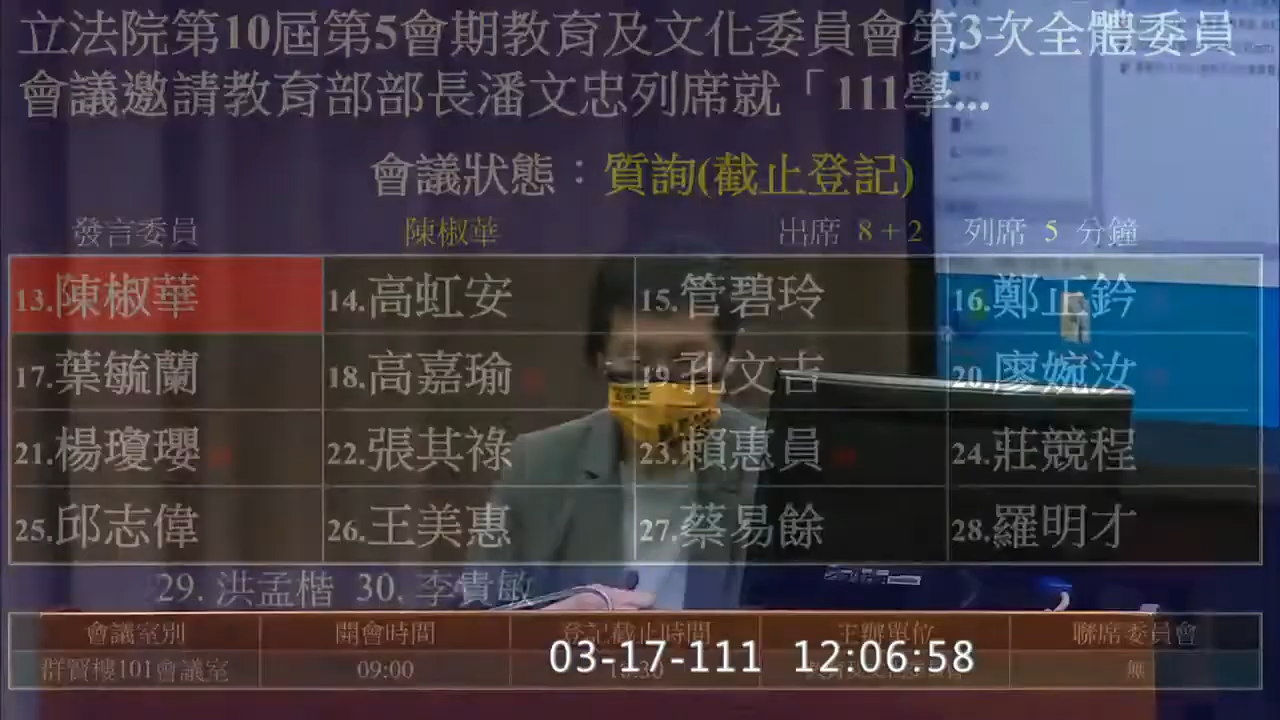 立法院第10屆第5會期教育及文化委員會第3次全體委員
會議邀請教育部部長潘文忠列席就「111學...
會議狀態：質詢(截止登記)
發言委員 陳椒華 出席 8+2 列席 5 分鐘
13.陳椒華 14.高虹安 15.管碧玲 16.鄭正鈐
17.葉毓蘭 18.高嘉瑜 19.孔文吉 20.廖婉汝
21.楊瓊瓔 22.張其祿 23.賴惠員 24.莊競程
25.邱志偉 26.王美惠 27.蔡易餘 28.羅明才
29. 洪孟楷 30. 李貴敏
會議室別 開會時間 登記截止時間 主辦單位 聯席委員會
群賢樓101會議室 09:00 無
03-17-111 12:06:58